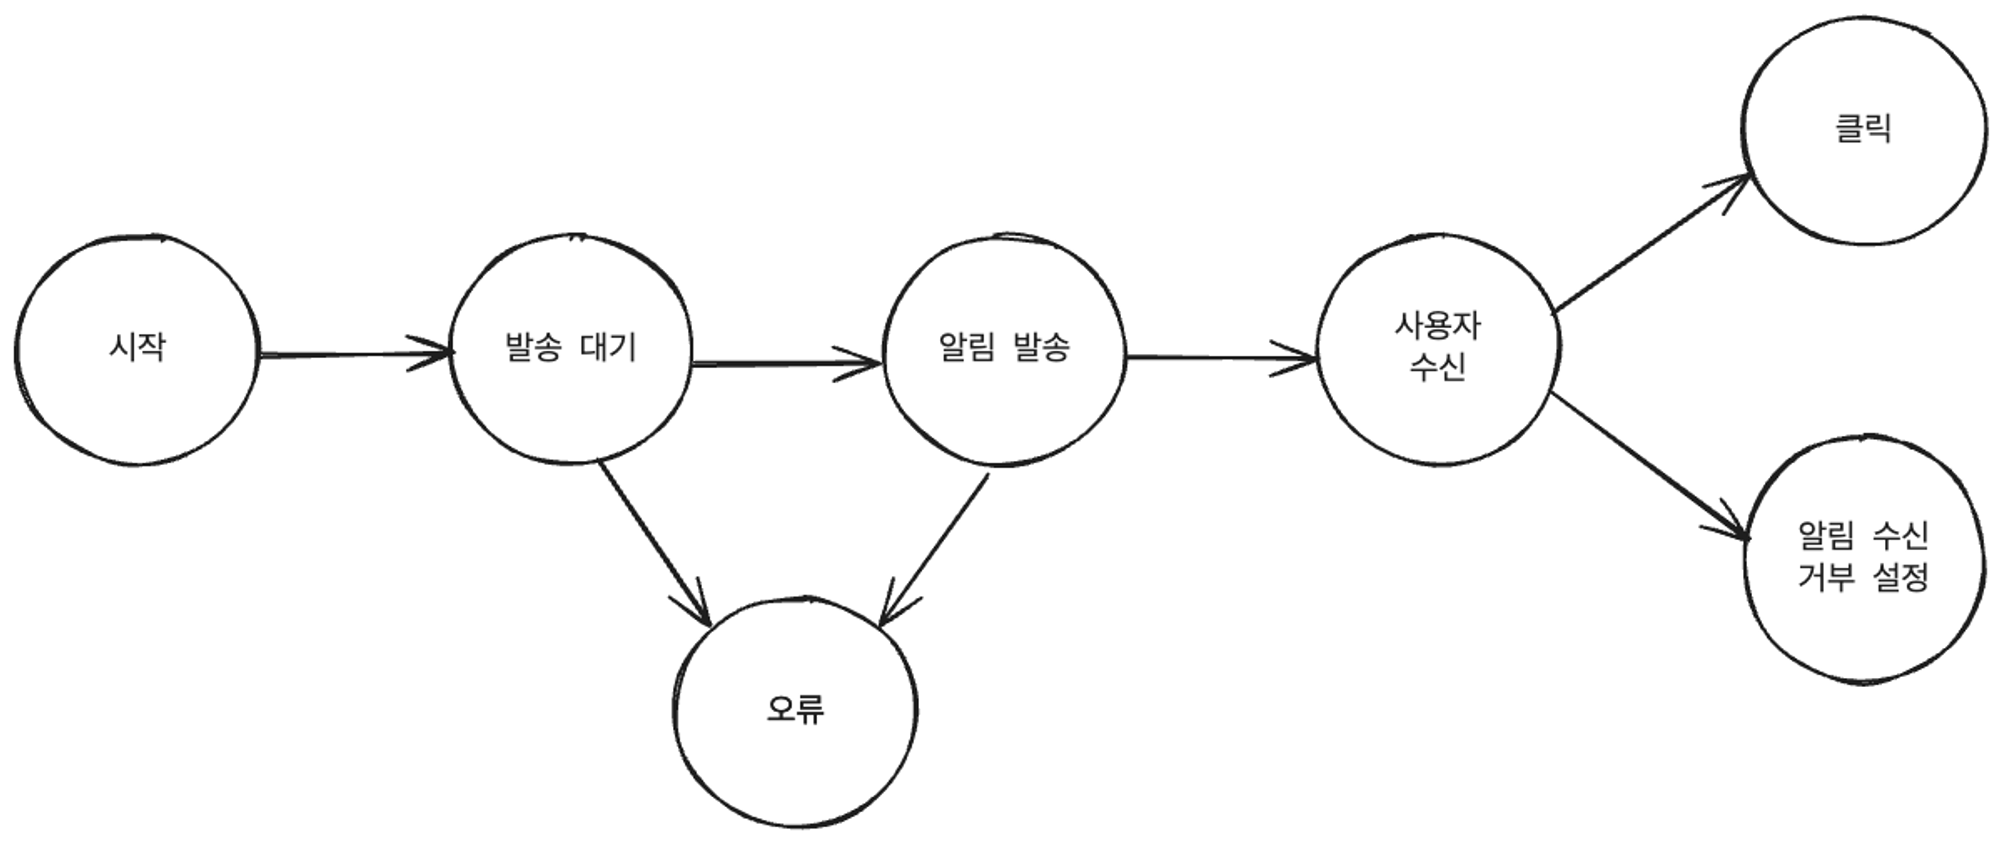 클릭
시작
발송 대기
알림 발송
사용자
수신
알림 수신
거부 설정
오류